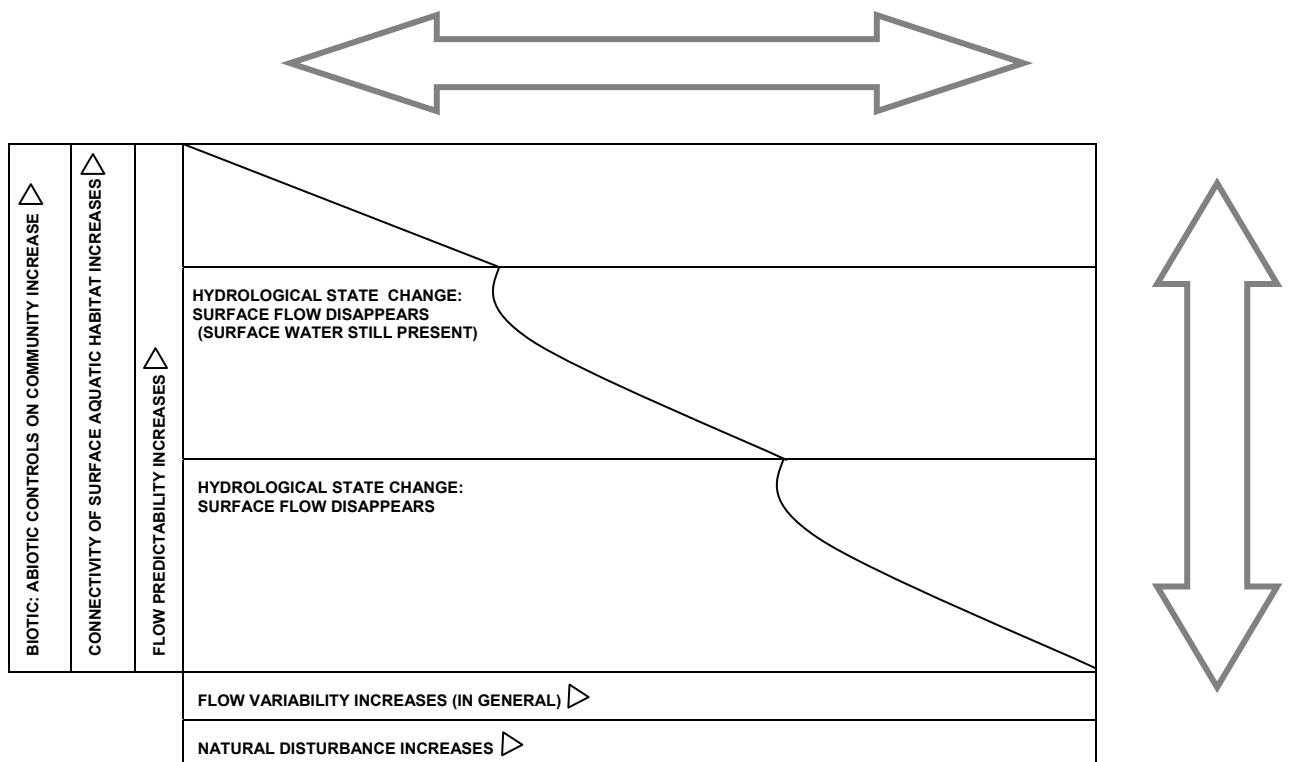 BIOTIC: ABIOTIC CONTROLS ON COMMUNITY INCREASE
CONNECTIVITY OF SURFACE AQUATIC HABITAT INCREASES
FLOW PREDICTABILITY INCREASES
HYDROLOGICAL STATE CHANGE:
SURFACE FLOW DISAPPEARS
(SURFACE WATER STILL PRESENT)
HYDROLOGICAL STATE CHANGE:
SURFACE FLOW DISAPPEARS
FLOW VARIABILITY INCREASES (IN GENERAL)
NATURAL DISTURBANCE INCREASES